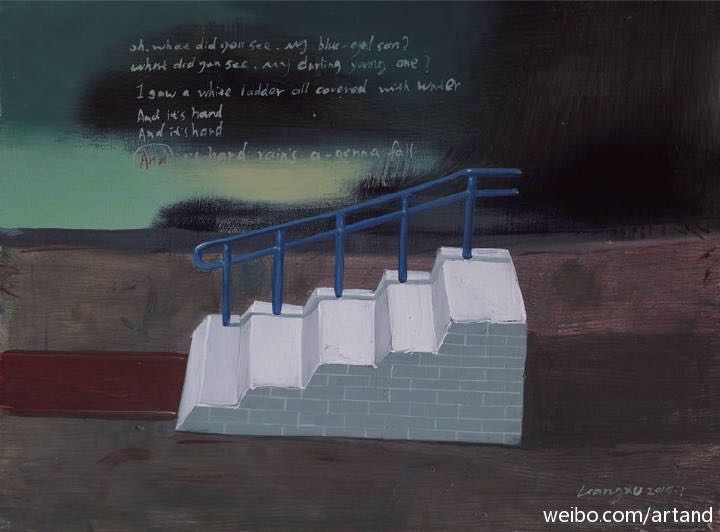 oh. what did you see. my blue-eyed son?
what did you see. my darling young one?
I saw a white ladder all covered with water
And it's hard
And it's hard
And it's hard rain's a-gonna fall
Liangxu 2015.1
weibo.com/artand